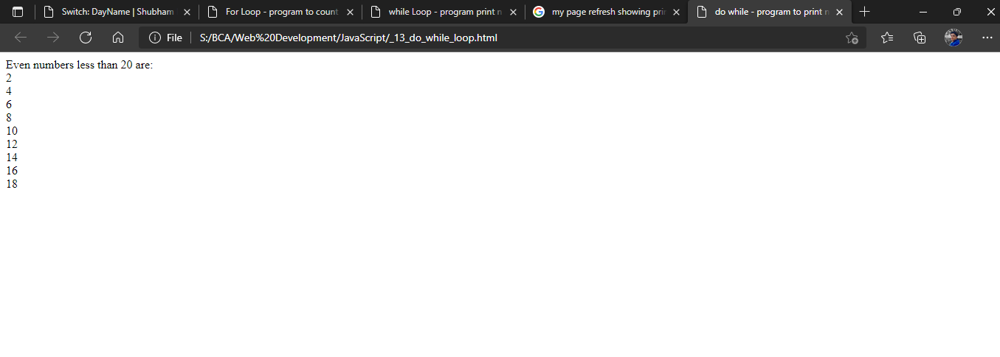 Switch: DayName | Shubham
For Loop - program to count
while Loop - program print n
my page refresh showing prin
do while - program to print n
File
S:/BCA/Web%20Development/JavaScript/_13_do_while_loop.html
Even numbers less than 20 are:
2
4
6
8
10
12
14
16
18